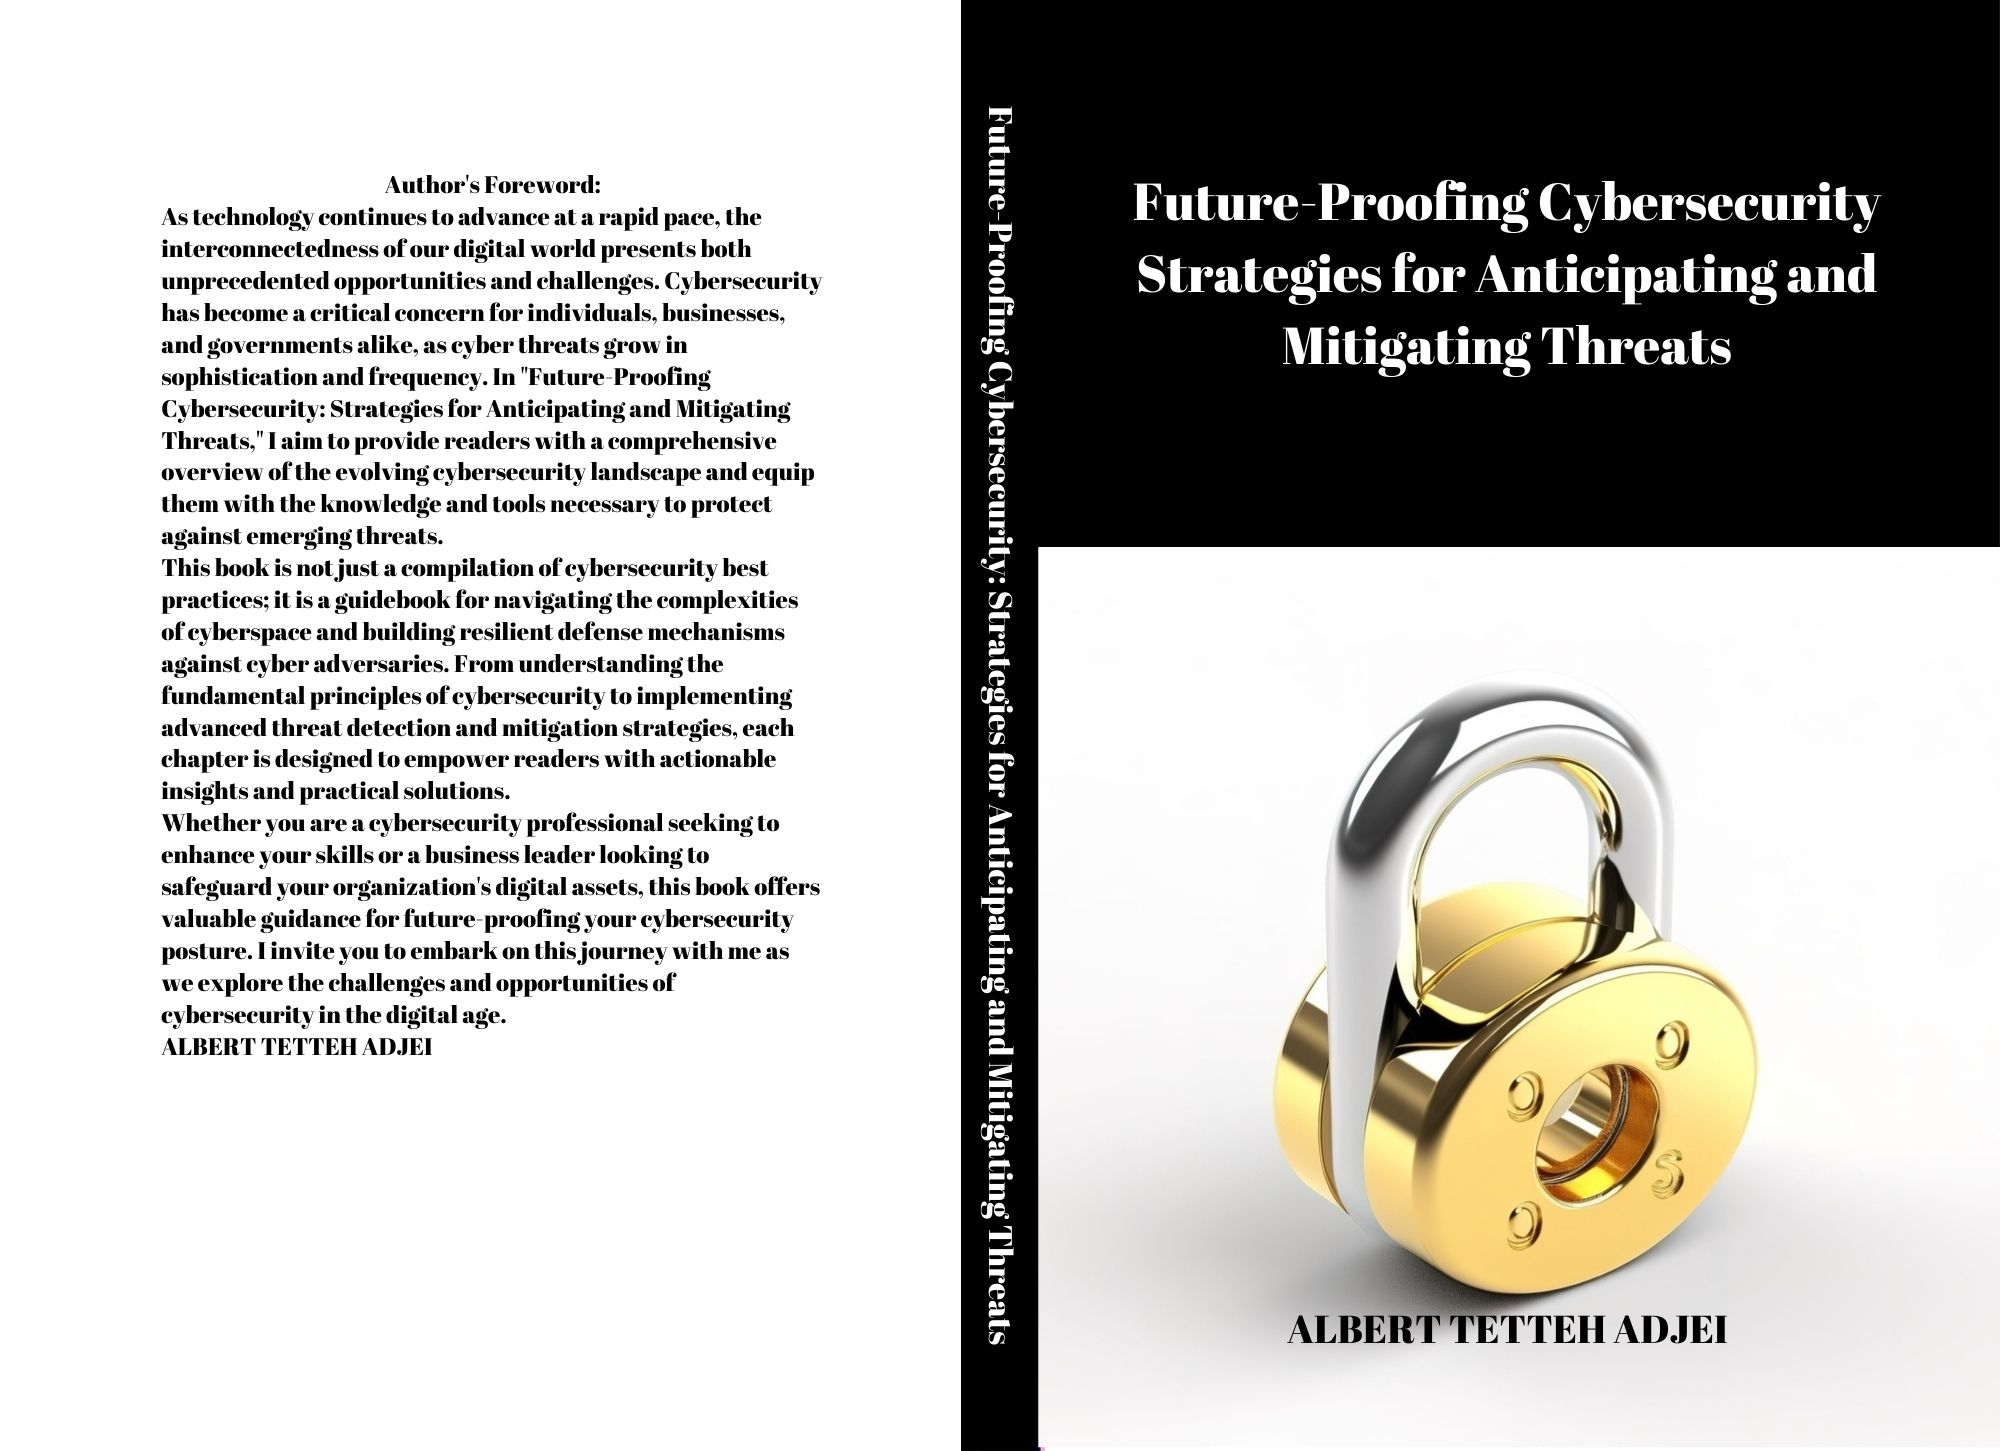 Author's Foreword:
As technology continues to advance at a rapid pace, the
interconnectedness of our digital world presents both
unprecedented opportunities and challenges. Cybersecurity
has become a critical concern for individuals, businesses,
and governments alike, as cyber threats grow in
sophistication and frequency. In "Future-Proofing
Cybersecurity: Strategies for Anticipating and Mitigating
Threats," I aim to provide readers with a comprehensive
overview of the evolving cybersecurity landscape and equip
them with the knowledge and tools necessary to protect
against emerging threats.
This book is not just a compilation of cybersecurity best
practices; it is a guidebook for navigating the complexities
of cyberspace and building resilient defense mechanisms
against cyber adversaries. From understanding the
fundamental principles of cybersecurity to implementing
advanced threat detection and mitigation strategies, each
chapter is designed to empower readers with actionable
insights and practical solutions.
Whether you are a cybersecurity professional seeking to
enhance your skills or a business leader looking to
safeguard your organization's digital assets, this book offers
valuable guidance for future-proofing your cybersecurity
posture. I invite you to embark on this journey with me as
we explore the challenges and opportunities of
cybersecurity in the digital age.
ALBERT TETTEH ADJEI
Future-Proofing Cybersecurity: Strategies for Anticipating and Mitigating Threats
Future-Proofing Cybersecurity
Strategies for Anticipating and
Mitigating Threats
ALBERT TETTEH ADJEI